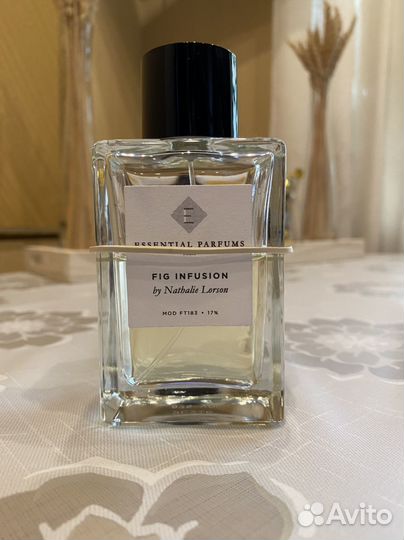 E
ESSENTIAL PARFUMS
FIG INFUSION
by Nathalie Lorson
MOD FT183 • 17%
Avito